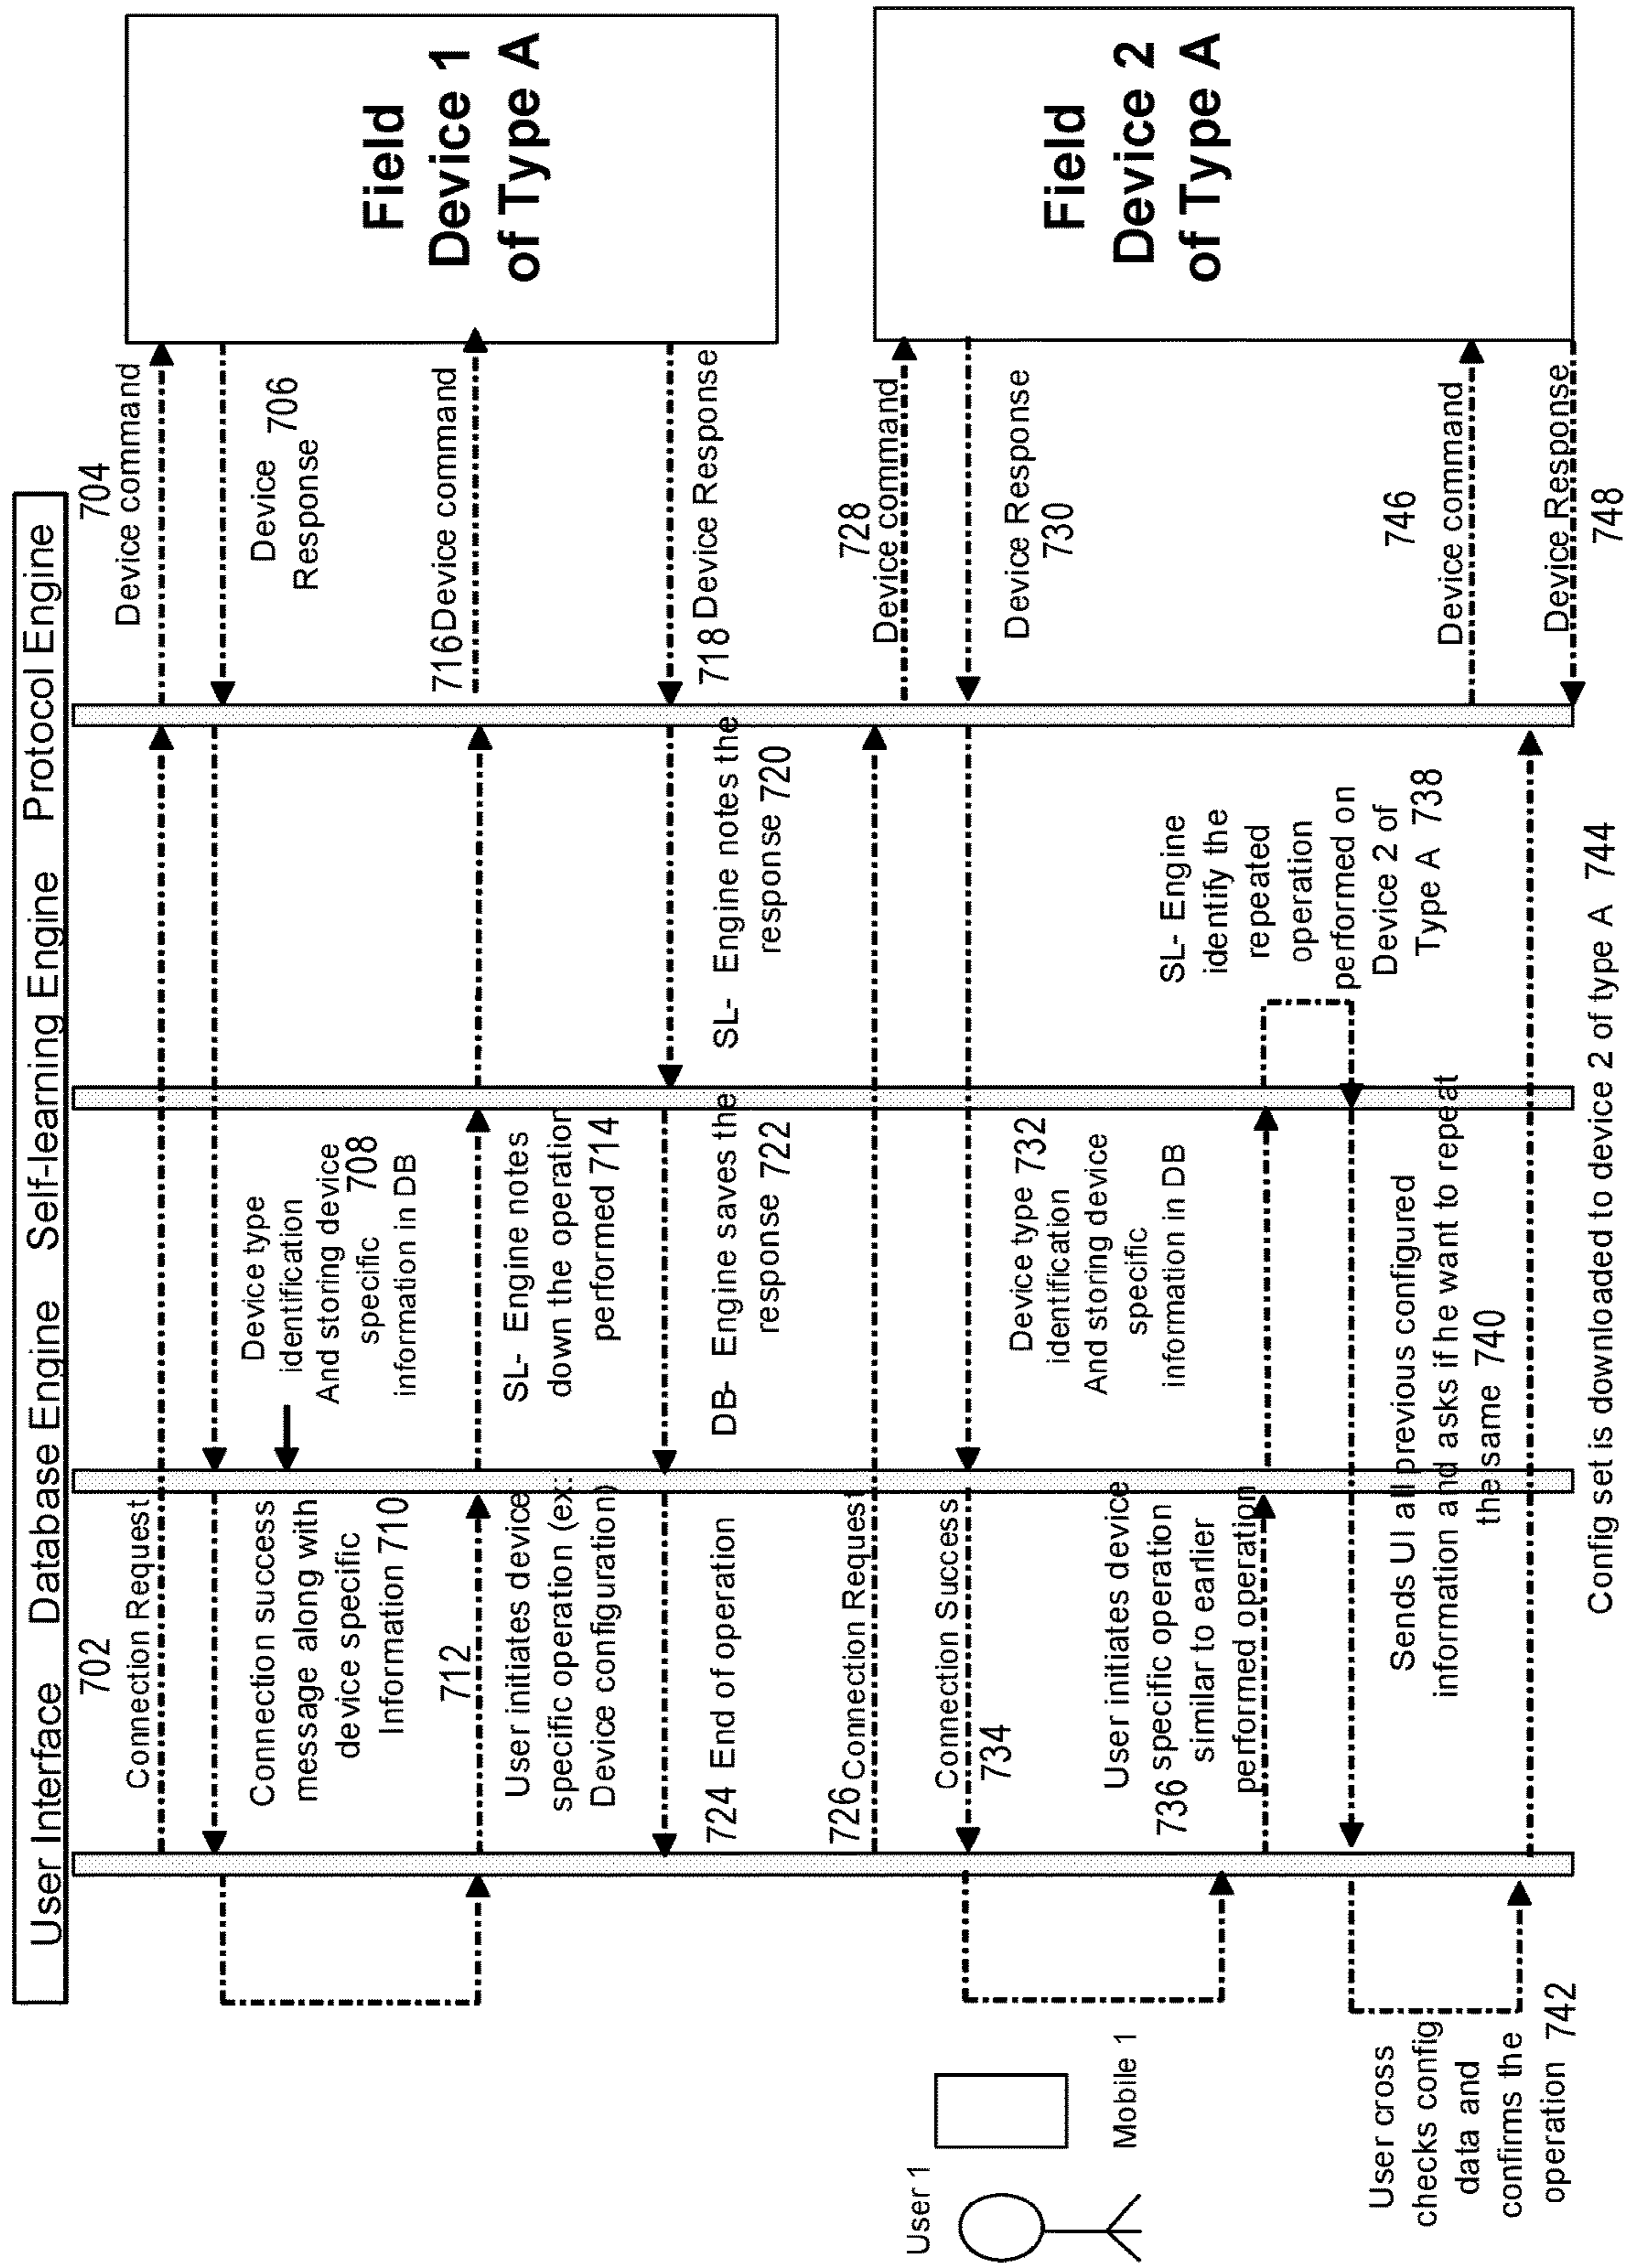 User Interface Database Engine Self-learning Engine Protocol Engine
702
Connection Request
704
Device command
Connection success
message along with
device specific
Information 710
Device type
identification
And storing device
specific 708
information in DB
Device 706
Response
Field
Device 1
of Type A
712
User initiates device
specific operation (ex:
Device configuration)
SL- Engine notes
down the operation
performed 714
716 Device command
724 End of operation
DB- Engine saves the
response 722
SL- Engine notes the
response 720
718 Device Response
726 Connection Request
728
Device command
Connection Success
734
Device type 732
identification
And storing device
specific
information in DB
Device Response
730
Field
Device 2
of Type A
User 1
Mobile 1
User initiates device
736 specific operation
similar to earlier
performed operation
SL- Engine
identify the
repeated
operation
performed on
Device 2 of
Type A 738
User cross
checks config
data and
confirms the
operation 742
Sends UI all previous configured
information and asks if he want to repeat
the same 740
746
Device command
Device Response
748
Config set is downloaded to device 2 of type A 744